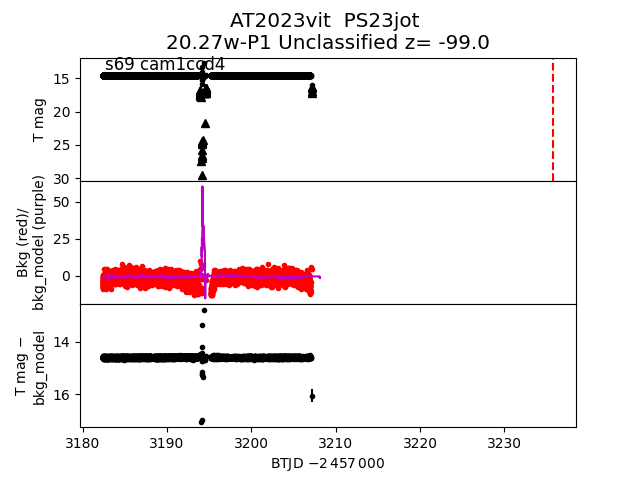 AT2023vit PS23jot
20.27w-P1 Unclassified z= -99.0
s69 cam1ccd4
T mag
15
20
25
30
Bkg (red)/
bkg_model (purple)
50
25
0
T mag −
bkg_model
14
16
3180 3190 3200 3210 3220 3230
BTJD −2 457 000